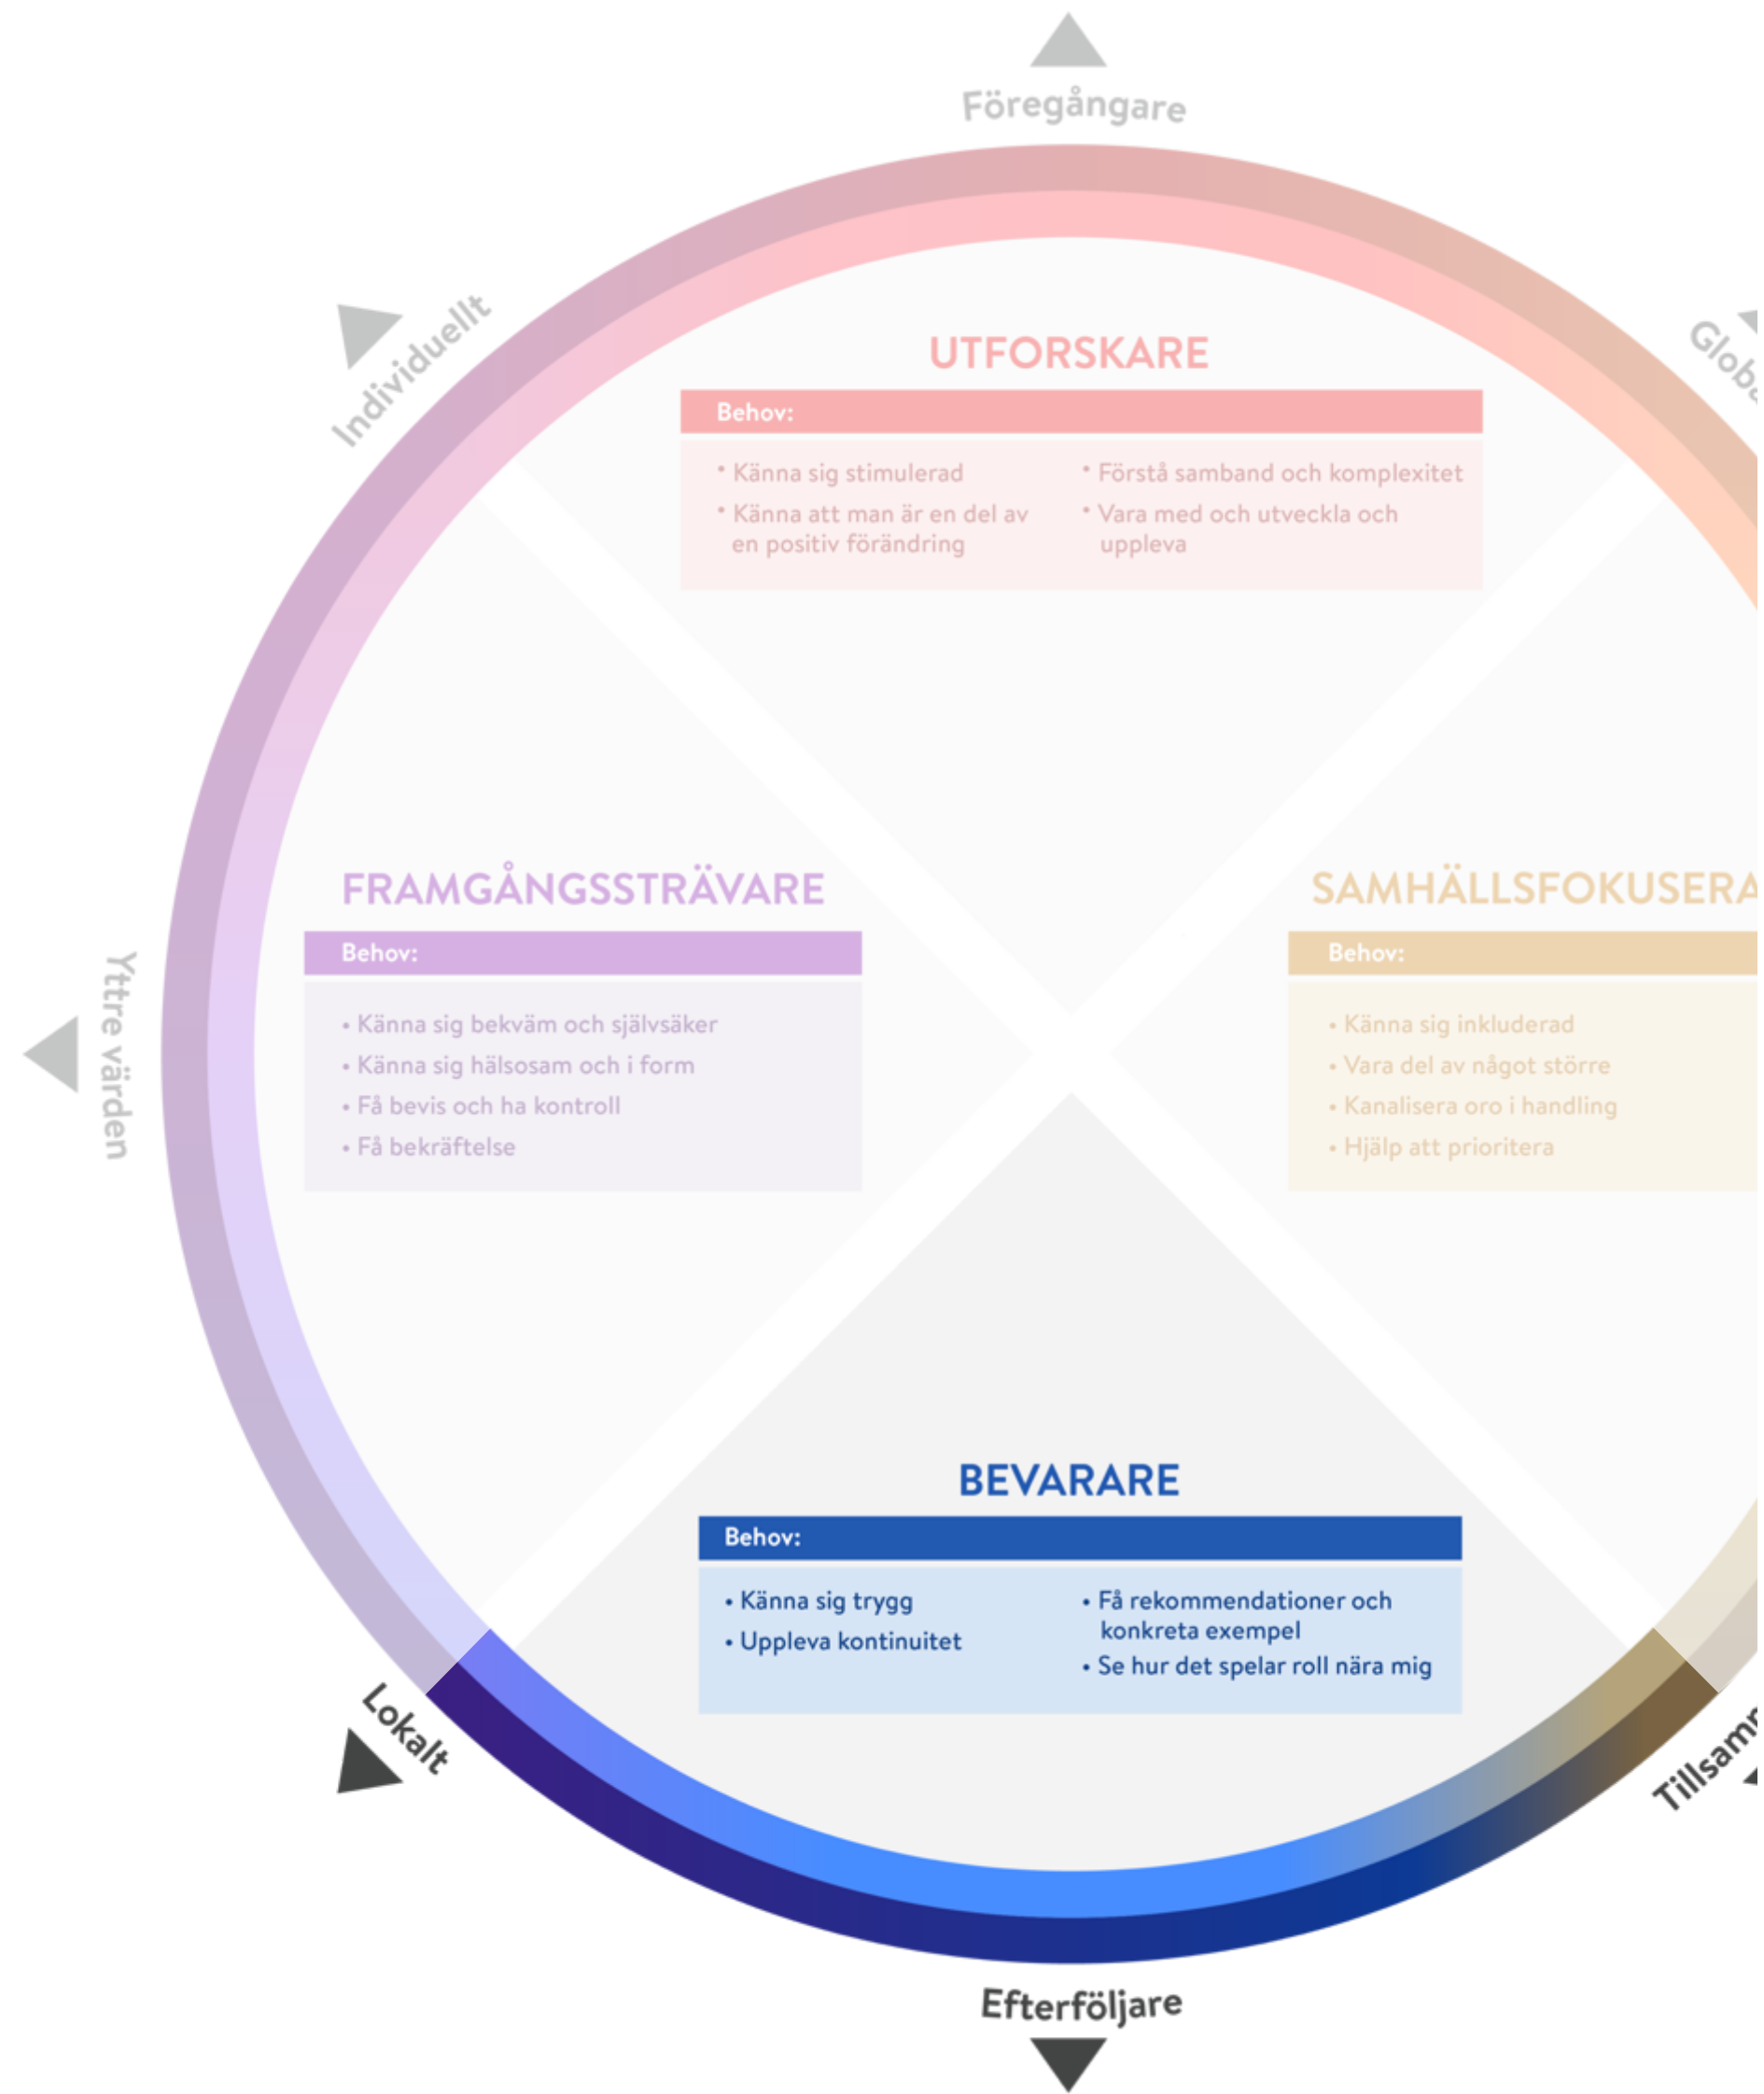 Föregångare
Individuellt
UTFORSKARE
Behov:
• Känna sig stimulerad
• Känna att man är en del av
en positiv förändring
• Förstå samband och komplexitet
• Vara med och utveckla och
uppleva
FRAMGÅNGSSTRÄVARE
Behov:
• Känna sig bekväm och självsäker
• Känna sig hälsosam och i form
• Få bevis och ha kontroll
• Få bekräftelse
Yttre värden
Behov:
• Känna sig inkluderad
• Vara del av något större
• Kanalisera oro i handling
• Hjälp att prioritera
BEVARARE
Behov:
• Känna sig trygg
• Uppleva kontinuitet
• Få rekommendationer och
konkreta exempel
• Se hur det spelar roll nära mig
Lokalt
Efterföljare